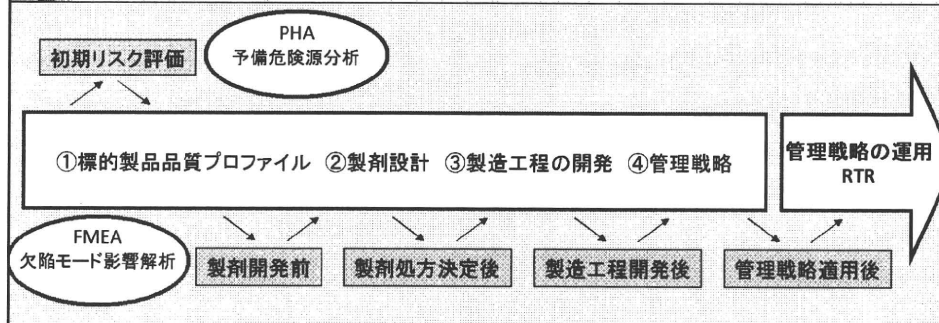 PHA
予備危険源分析
初期リスク評価
①標的製品品質プロファイル ②製剤設計 ③製造工程の開発 ④管理戦略
管理戦略の運用
RTR
FMEA
欠陥モード影響解析
製剤開発前
製剤処方決定後
製造工程開発後
管理戦略適用後